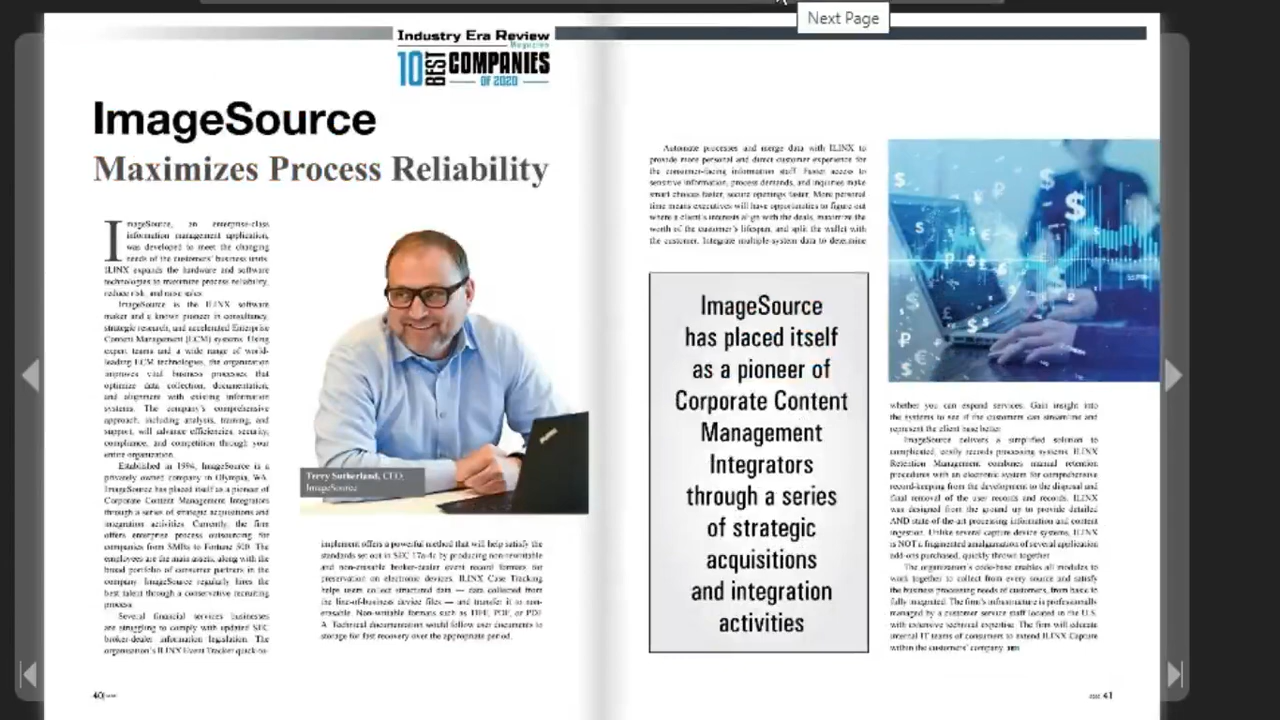 Next Page
Industry Era Review
Magazine
10 BEST COMPANIES
OF 2020
ImageSource
Maximizes Process Reliability
ImageSource, an enterprise-class
information management application,
was developed to meet the changing
needs of the customers' business tests.
ILINX expands the hardware and software
technologies to maximize process reliability,
reduce risk, and raise sales.
ImageSource is the ILINX software
maker and a known pioneer in consultancy,
strategic research, and accelerated Enterprise
Content Management (ECM) systems. Using
expert teams and a wide range of world-
leading ECM technologies, the organization
improves vital business processes that
optimize data collection, documentation,
and alignment with existing information
systems. The company's comprehensive
approach, including analysis, training, and
support, will advance efficiencies, security,
compliance, and competition through your
entire organization.
Established in 1994, ImageSource is a
privately owned company in Olympia, WA.
ImageSource has placed itself as a pioneer of
Corporate Content Management Integrators
through a series of strategic acquisitions and
integration activities. Currently, the firm
offers enterprise process outsourcing for
companies from SMBs to Fortune 500. The
employees are the main assets, along with the
broad portfolio of consumer partners in the
company. ImageSource regularly hires the
best talent through a conservative recruiting
process.
Several financial services businesses
are struggling to comply with updated SEC
broker-dealer information legislation. The
organization's ILINX Event Tracker quick-to-
Terry Sutherland, CEO,
ImageSource
implement offers a powerful method that will help satisfy the
standards set out in SEC 17a-4c by producing non-rewritable
and non-erasable broker-dealer event record formats for
preservation on electronic devices. ILINX Case Tracking
helps users collect structured data — data collected from
the line-of-business device files — and transfer it to non-
erasable. Non-writable formats such as TIFF, PDF, or PDF
A. Technical documentation would follow user documents to
storage for fast recovery over the appropriate period.
40
Automate processes and merge data with ILINX to
provide more personal and direct customer experience for
the consumer-facing information staff. Faster access to
sensitive information, process demands, and inquiries make
smart choices faster, secure openings faster. More personal
time means executives will have opportunities to figure out
where a client's interests align with the deals, maximize the
worth of the customer's lifespan, and split the wallet with
the customer. Integrate multiple-system data to determine
ImageSource
has placed itself
as a pioneer of
Corporate Content
Management
Integrators
through a series
of strategic
acquisitions
and integration
activities
whether you can expand services. Gain insight into
the systems to see if the customers can streamline and
represent the client base better.
ImageSource delivers a simplified solution to
complicated, costly records processing systems. ILINX
Retention Management combines manual retention
procedures with an electronic system for comprehensive
record-keeping from the development to the disposal and
final removal of the user records and records. ILINX
was designed from the ground up to provide detailed
AND state-of-the-art processing information and content
ingestion. Unlike several capture device systems, ILINX
is NOT a fragmented amalgamation of several application
add-ons purchased, quickly thrown together.
The organization's code-base enables all modules to
work together to collect from every source and satisfy
the business processing needs of customers, from basic to
fully integrated. The firm's infrastructure is professionally
managed by a customer service staff located in the U.S.
with extensive technical expertise. The firm will educate
internal IT teams of consumers to extend ILINX Capture
within the customers' company.
41